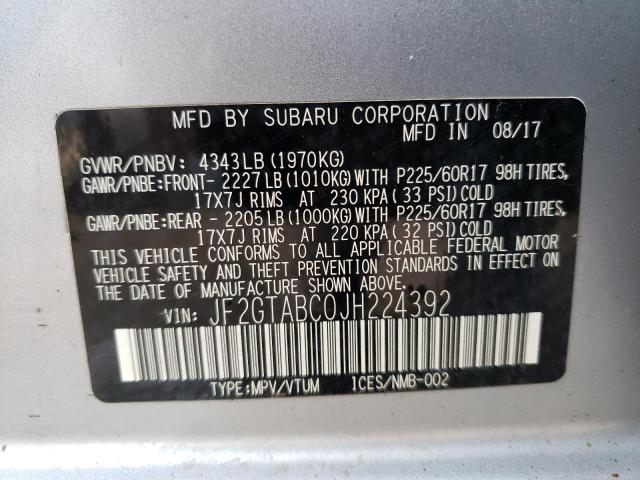 MFD BY SUBARU CORPORATION
MFD IN 08/17
GVWR/PNBV: 4343LB (1970KG)
GAWR/PNBE:FRONT- 2227LB (1010KG) WITH P225/60R17 98H TIRES,
17X7J RIMS AT 230 KPA (33 PSI) COLD
GAWR/PNBE:REAR - 2205LB (1000KG) WITH P225/60R17 98H TIRES,
17X7J RIMS AT 220 KPA (32 PSI) COLD
THIS VEHICLE CONFORMS TO ALL APPLICABLE FEDERAL MOTOR
VEHICLE SAFETY AND THEFT PREVENTION STANDARDS IN EFFECT ON
THE DATE OF MANUFACTURE SHOWN ABOVE.
VIN: JF2GTABC0JH224392
TYPE:MPV/VTUM ICES/NMB-002